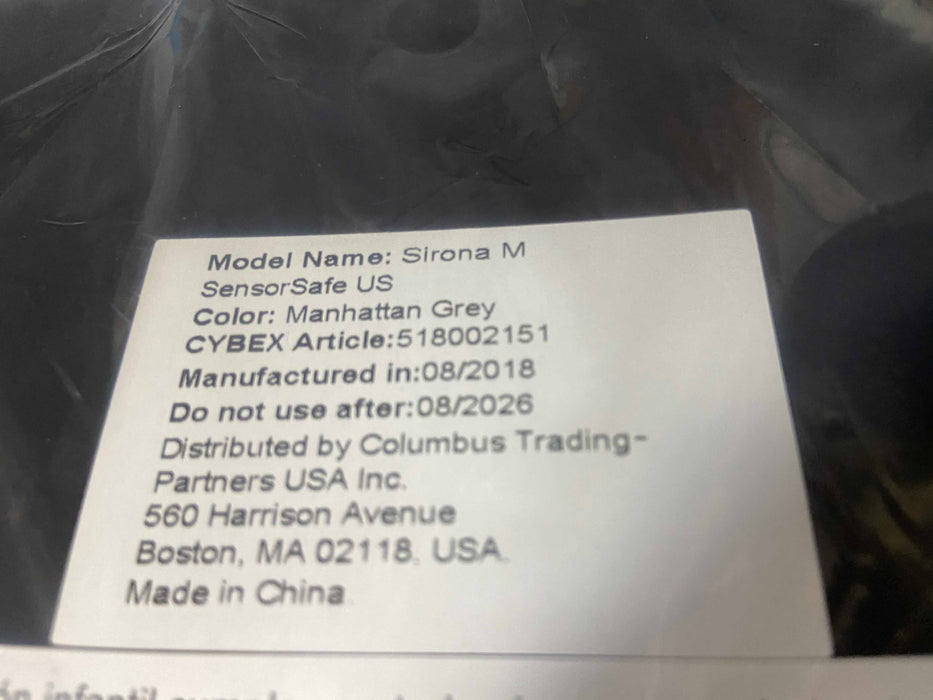 Model Name: Sirona M
SensorSafe US
Color: Manhattan Grey
CYBEX Article:518002151
Manufactured in:08/2018
Do not use after:08/2026
Distributed by Columbus Trading-
Partners USA Inc.
560 Harrison Avenue
Boston, MA 02118. USA.
Made in China
infantil